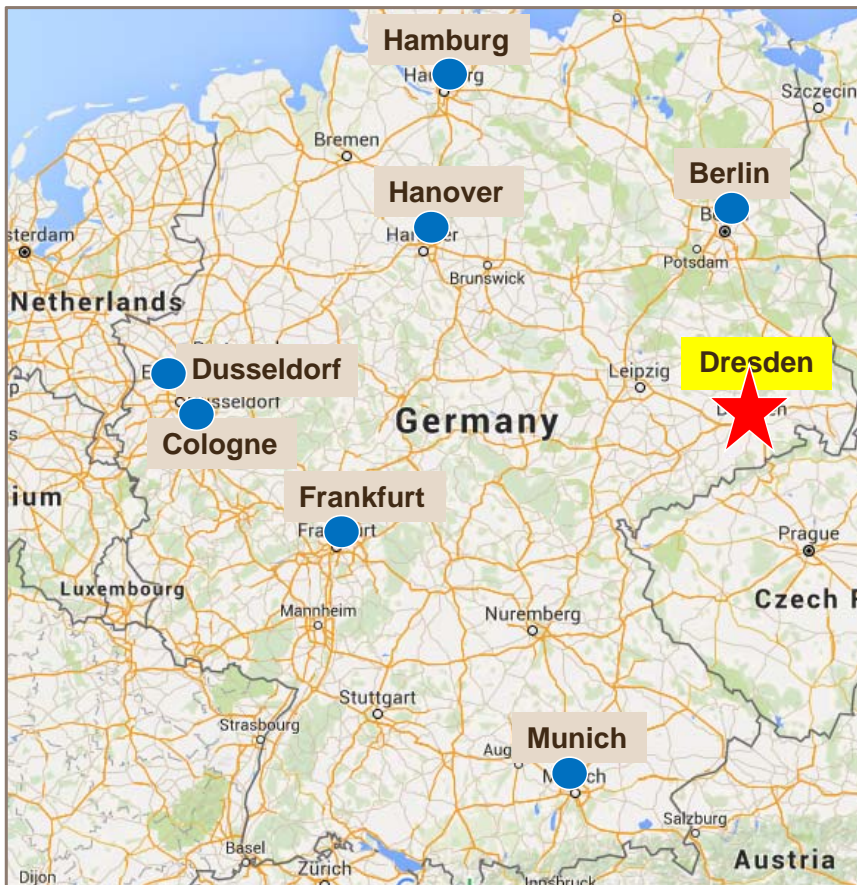 Hamburg
Szczecin
Bremen
Berlin
Hanover
sterdam
Potsdam
Brunswick
Netherlands
Dusseldorf
Dresden
Leipzig
Germany
Cologne
Frankfurt
ium
Prague
Luxembourg
Czech
Mannheim
Nuremberg
Stuttgart
Strasbourg
Munich
Salzburg
Basel
Austria
Zürich
Dijon
Innsbruck